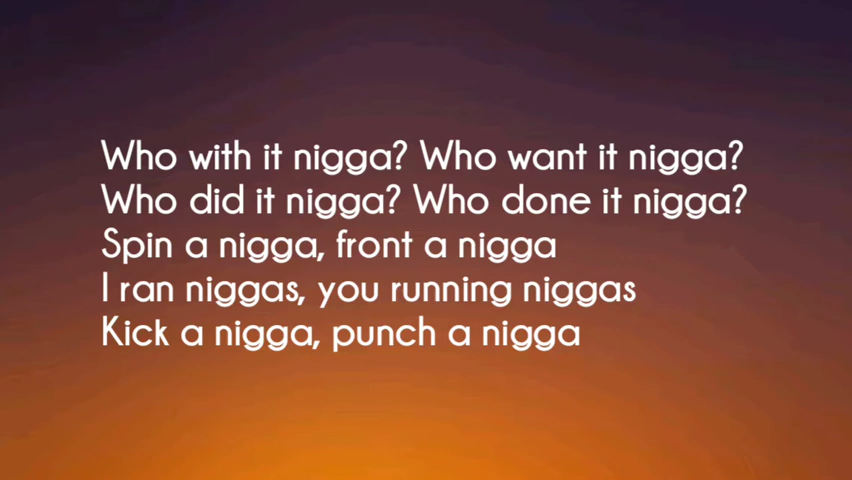 Who with it nigga? Who want it nigga?
Who did it nigga? Who done it nigga?
Spin a nigga, front a nigga
I ran niggas, you running niggas
Kick a nigga, punch a nigga